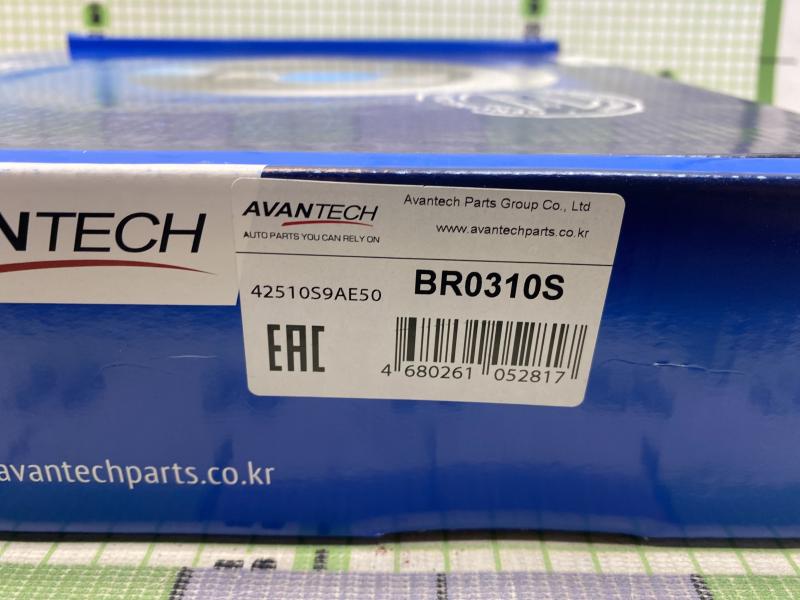 NTECH
AVANTECH
AUTO PARTS YOU CAN RELY ON
Avantech Parts Group Co., Ltd
www.avantechparts.co.kr
42510S9AE50
BR0310S
EAC
4 680261 052817
avantechparts.co.kr